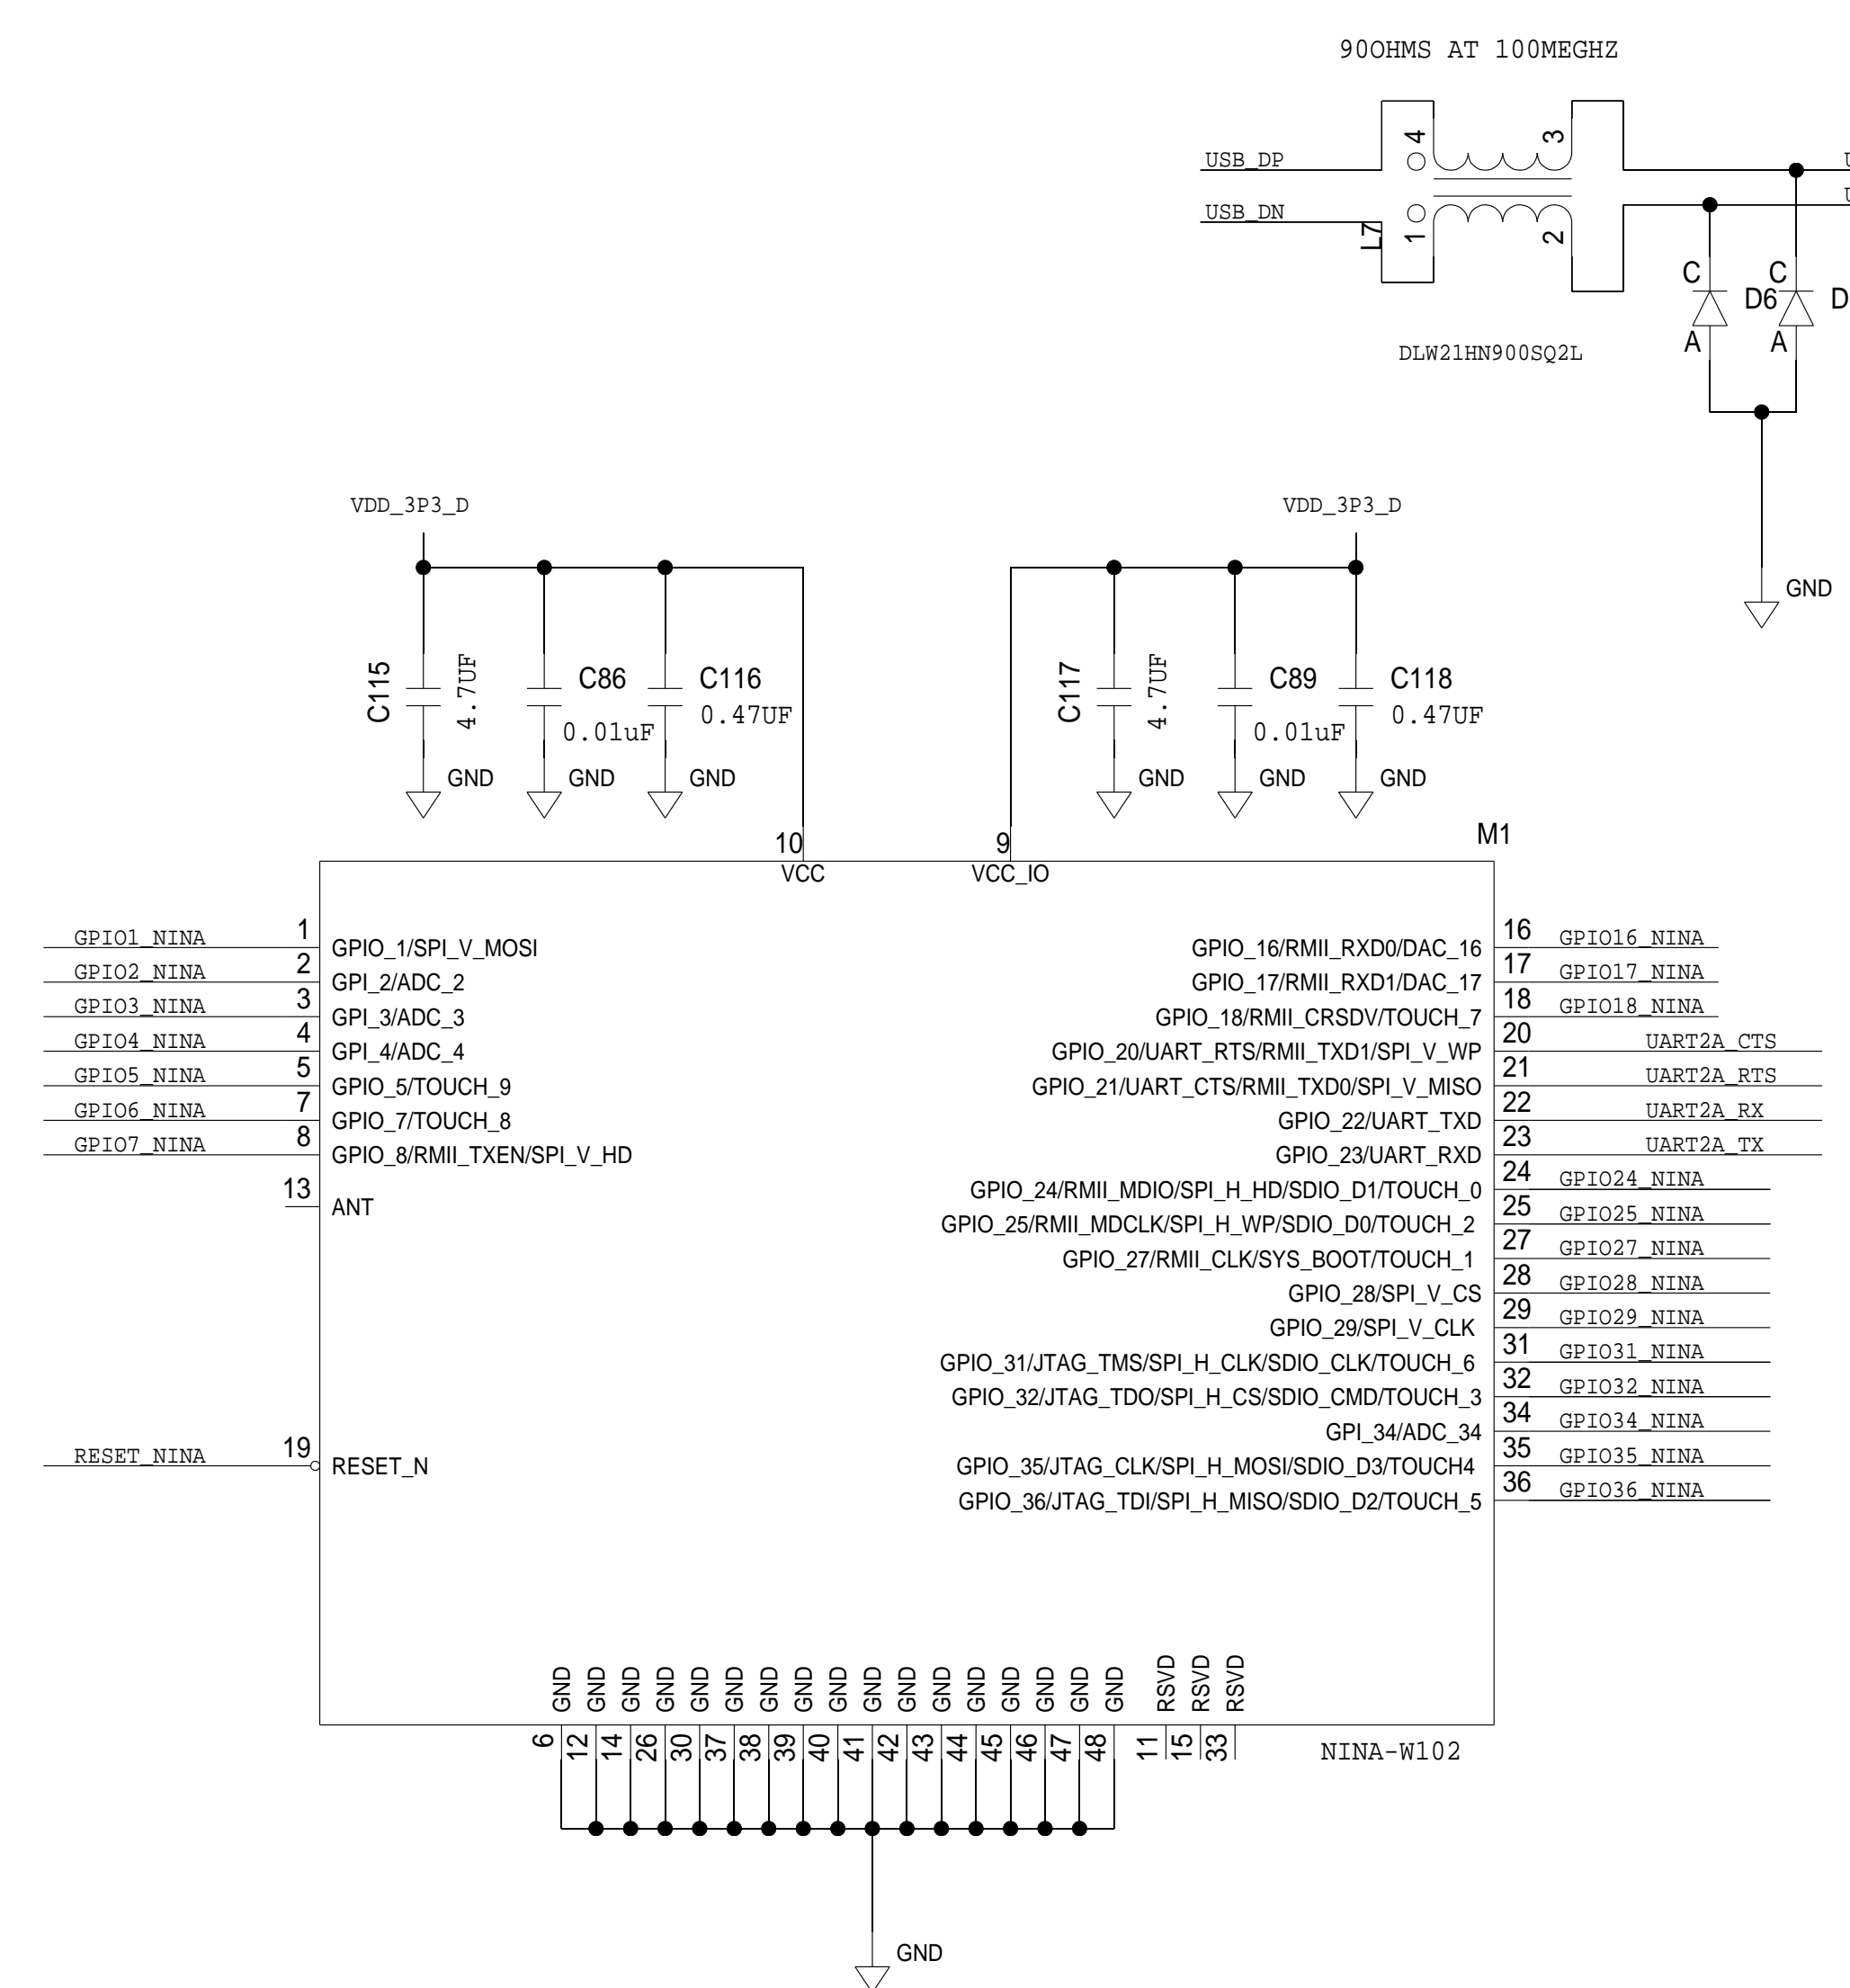 90OHMS AT 100MEGHZ
4 3
USB_DP
USB_DN
L7 1 2
C C
D6 D
A A
DLW21HN900SQ2L
VDD_3P3_D VDD_3P3_D
GND
C115 4.7UF C86 C116 C117 4.7UF C89 C118
0.47UF 0.47UF
0.01uF 0.01uF
GND GND GND GND GND GND
M1
10 9
VCC VCC_IO
GPIO1_NINA 1 GPIO_1/SPI_V_MOSI GPIO_16/RMII_RXD0/DAC_16 16 GPIO16_NINA
GPIO2_NINA 2 GPI_2/ADC_2 GPIO_17/RMII_RXD1/DAC_17 17 GPIO17_NINA
GPIO3_NINA 3 GPI_3/ADC_3 GPIO_18/RMII_CRSDV/TOUCH_7 18 GPIO18_NINA
GPIO4_NINA 4 GPI_4/ADC_4 GPIO_20/UART_RTS/RMII_TXD1/SPI_V_WP 20 UART2A_CTS
GPIO5_NINA 5 GPIO_5/TOUCH_9 GPIO_21/UART_CTS/RMII_TXD0/SPI_V_MISO 21 UART2A_RTS
GPIO6_NINA 7 GPIO_7/TOUCH_8 GPIO_22/UART_TXD 22 UART2A_RX
GPIO7_NINA 8 GPIO_8/RMII_TXEN/SPI_V_HD GPIO_23/UART_RXD 23 UART2A_TX
13 ANT GPIO_24/RMII_MDIO/SPI_H_HD/SDIO_D1/TOUCH_0 24 GPIO24_NINA
GPIO_25/RMII_MDCLK/SPI_H_WP/SDIO_D0/TOUCH_2 25 GPIO25_NINA
GPIO_27/RMII_CLK/SYS_BOOT/TOUCH_1 27 GPIO27_NINA
GPIO_28/SPI_V_CS 28 GPIO28_NINA
GPIO_29/SPI_V_CLK 29 GPIO29_NINA
GPIO_31/JTAG_TMS/SPI_H_CLK/SDIO_CLK/TOUCH_6 31 GPIO31_NINA
GPIO_32/JTAG_TDO/SPI_H_CS/SDIO_CMD/TOUCH_3 32 GPIO32_NINA
GPI_34/ADC_34 34 GPIO34_NINA
RESET_NINA 19 RESET_N GPIO_35/JTAG_CLK/SPI_H_MOSI/SDIO_D3/TOUCH4 35 GPIO35_NINA
GPIO_36/JTAG_TDI/SPI_H_MISO/SDIO_D2/TOUCH_5 36 GPIO36_NINA
GND GND GND GND GND GND GND GND GND GND GND GND GND GND GND GND GND RSVD RSVD RSVD
6 12 14 26 30 37 38 39 40 41 42 43 44 45 46 47 48 11 15 33
NINA-W102
GND